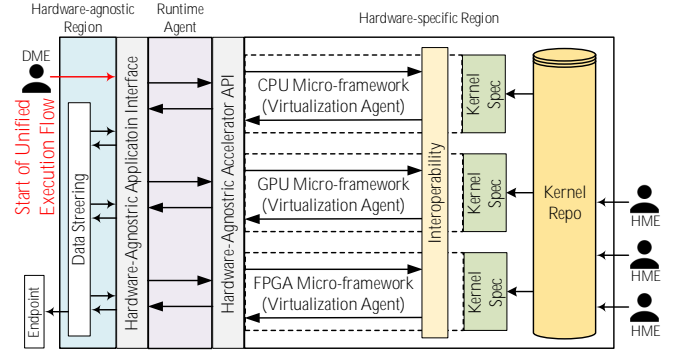 Hardware-agnostic
Region
Runtime
Agent
Hardware-specific Region
DME
Start of Unified
Execution Flow
Data Streering
Endpoint
Hardware-Agnostic Applicatoin Interface
Hardware-Agnostric Accelerator API
CPU Micro-framework
(Virtualization Agent)
GPU Micro-framework
(Virtualization Agent)
FPGA Micro-framework
(Virtualization Agent)
Interoperability
Kernel
Spec
Kernel
Spec
Kernel
Spec
Kernel
Repo
HME
HME
HME